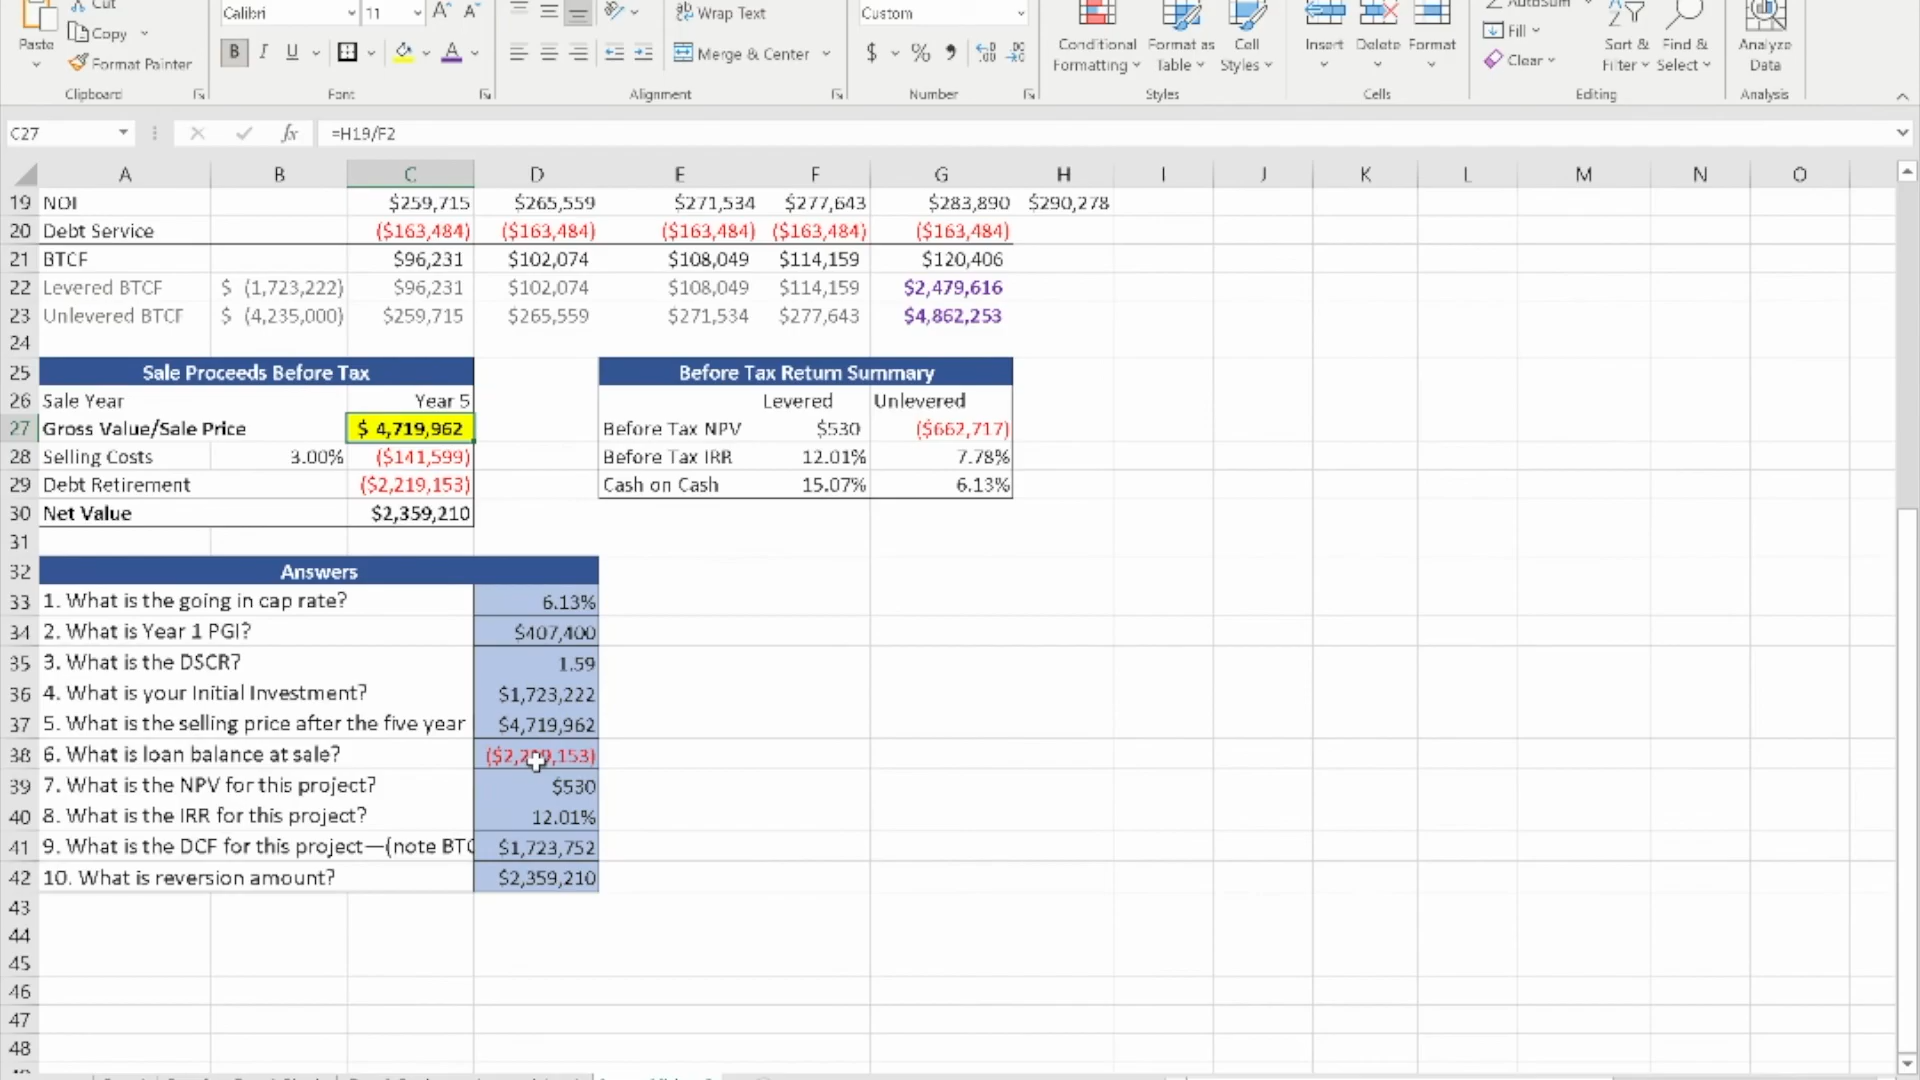 Cut
Calibri 11 A A Wrap Text Custom AutoSum
Paste Copy Conditional Format as Cell Insert Delete Format Fill Sort & Find & Analyze
Format Painter B I U A Merge & Center $ % Formatting Table Styles Clear Filter Select Data
Clipboard Font Alignment Number Styles Cells Editing Analysis
C27 fx =H19/F2
A B C D E F G H I J K L M N O
19 NOI $259,715 $265,559 $271,534 $277,643 $283,890 $290,278
20 Debt Service ($163,484) ($163,484) ($163,484) ($163,484) ($163,484)
21 BTCF $96,231 $102,074 $108,049 $114,159 $120,406
22 Levered BTCF $ (1,723,222) $96,231 $102,074 $108,049 $114,159 $2,479,616
23 Unlevered BTCF $ (4,235,000) $259,715 $265,559 $271,534 $277,643 $4,862,253
24
25 Sale Proceeds Before Tax Before Tax Return Summary
26 Sale Year Year 5 Levered Unlevered
27 Gross Value/Sale Price $ 4,719,962 Before Tax NPV $530 ($662,717)
28 Selling Costs 3.00% ($141,599) Before Tax IRR 12.01% 7.78%
29 Debt Retirement ($2,219,153) Cash on Cash 15.07% 6.13%
30 Net Value $2,359,210
31
32 Answers
33 1. What is the going in cap rate? 6.13%
34 2. What is Year 1 PGI? $407,400
35 3. What is the DSCR? 1.59
36 4. What is your Initial Investment? $1,723,222
37 5. What is the selling price after the five year $4,719,962
38 6. What is loan balance at sale? ($2,219,153)
39 7. What is the NPV for this project? $530
40 8. What is the IRR for this project? 12.01%
41 9. What is the DCF for this project—(note BTC $1,723,752
42 10. What is reversion amount? $2,359,210
43
44
45
46
47
48